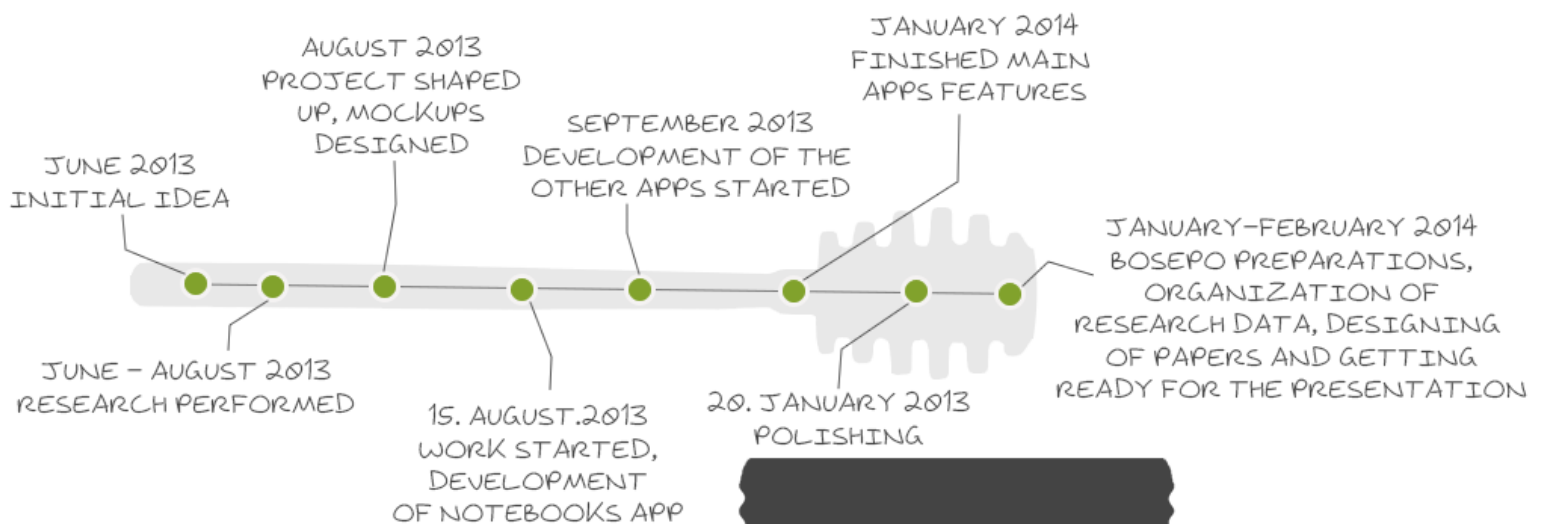 JUNE 2013
INITIAL IDEA
JUNE – AUGUST 2013
RESEARCH PERFORMED
AUGUST 2013
PROJECT SHAPED
UP, MOCKUPS
DESIGNED
15. AUGUST.2013
WORK STARTED,
DEVELOPMENT
OF NOTEBOOKS APP
SEPTEMBER 2013
DEVELOPMENT OF THE
OTHER APPS STARTED
JANUARY 2014
FINISHED MAIN
APPS FEATURES
20. JANUARY 2013
POLISHING
JANUARY-FEBRUARY 2014
BOSEPO PREPARATIONS,
ORGANIZATION OF
RESEARCH DATA, DESIGNING
OF PAPERS AND GETTING
READY FOR THE PRESENTATION